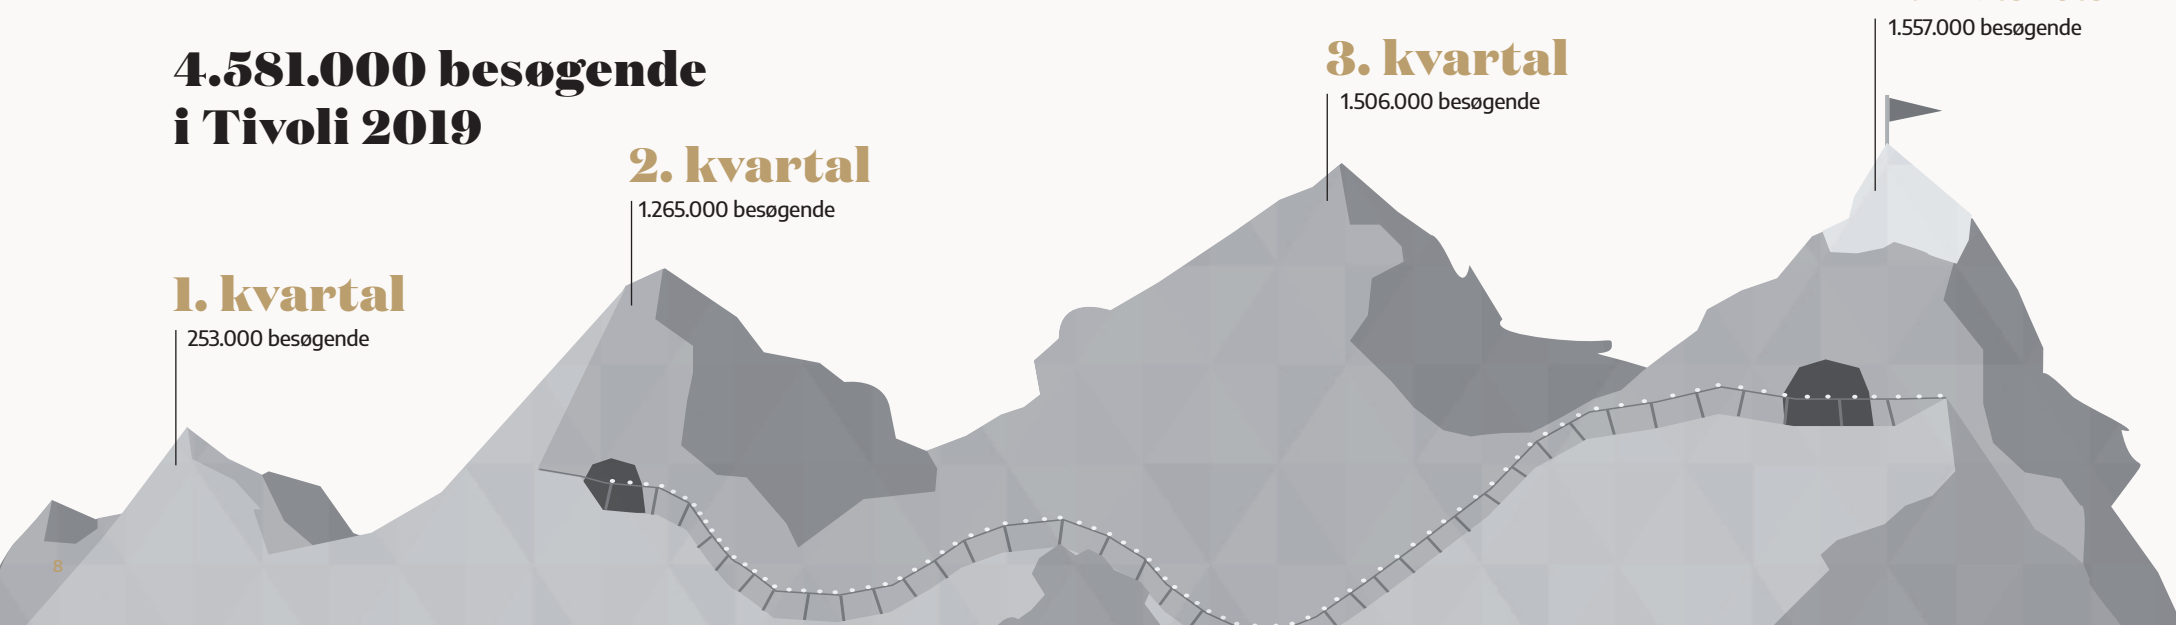 4.581.000 besøgende
i Tivoli 2019
1. kvartal
253.000 besøgende
2. kvartal
1.265.000 besøgende
3. kvartal
1.506.000 besøgende
1.557.000 besøgende
8